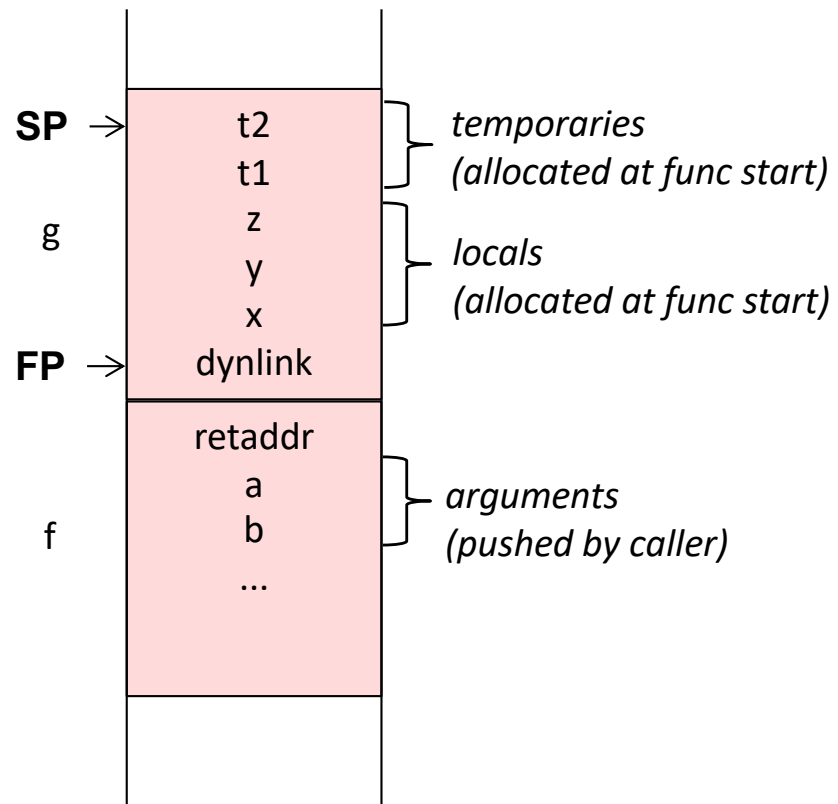 SP
t2
temporaries
(allocated at func start)
t1
g
z
y
x
locals
(allocated at func start)
FP
dynlink
retaddr
f
a
b
...
arguments
(pushed by caller)